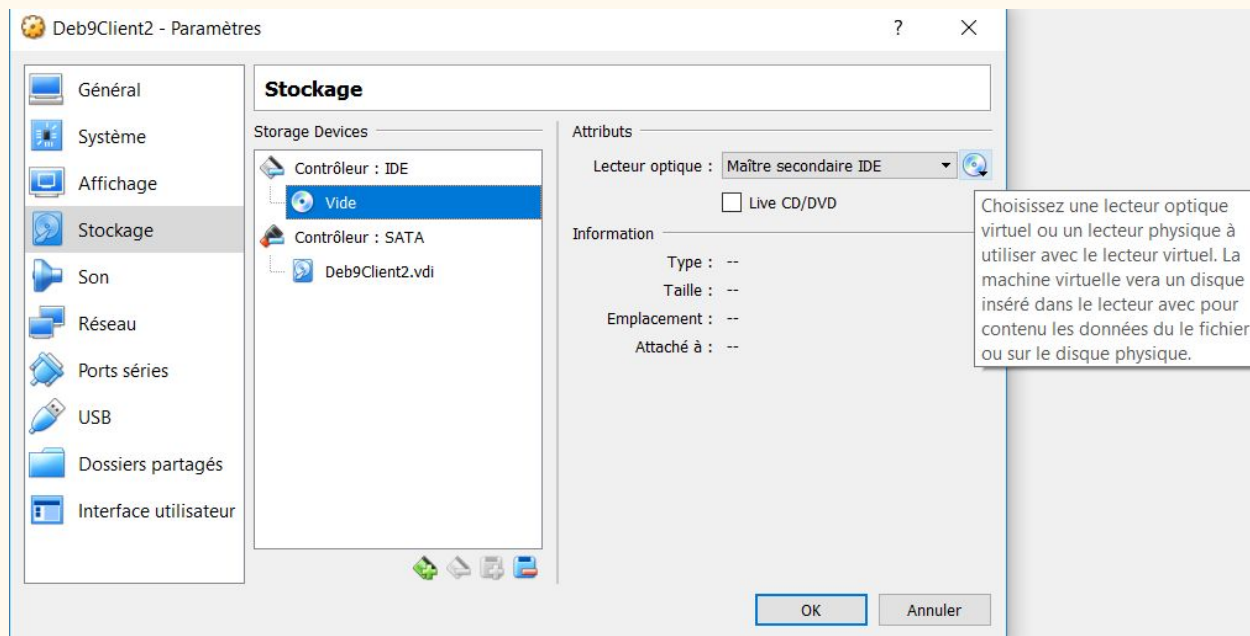 Deb9Client2 - Paramètres
?
Général
Système
Affichage
Stockage
Son
Réseau
Ports séries
USB
Dossiers partagés
Interface utilisateur
Stockage
Storage Devices
Contrôleur : IDE
Vide
Contrôleur : SATA
Deb9Client2.vdi
Attributs
Lecteur optique : Maître secondaire IDE
Live CD/DVD
Information
Type : --
Taille : --
Emplacement : --
Attaché à : --
Choisissez une lecteur optique
virtuel ou un lecteur physique à
utiliser avec le lecteur virtuel. La
machine virtuelle vera un disque
inséré dans le lecteur avec pour
contenu les données du le fichier
ou sur le disque physique.
OK
Annuler